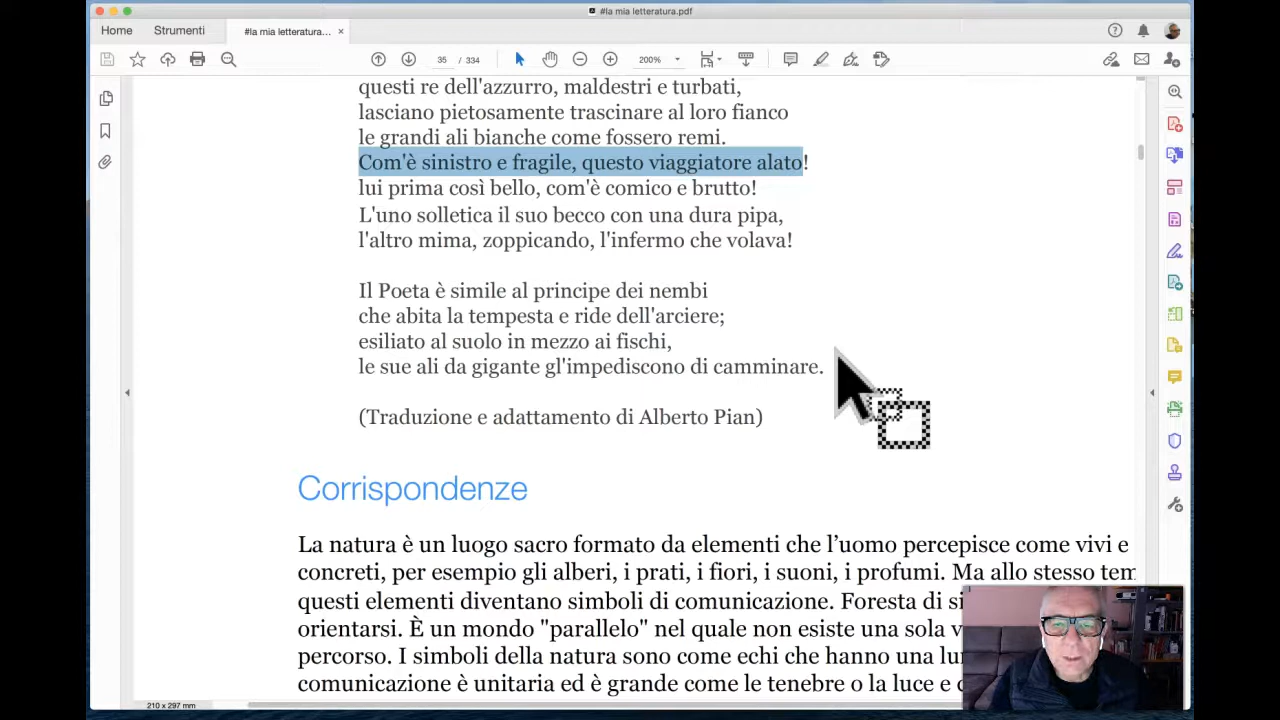 #la mia letteratura.pdf
Home
Strumenti
#la mia letteratura...
35 / 334
200%
questi re dell'azzurro, maldestri e turbati,
lasciano pietosamente trascinare al loro fianco
le grandi ali bianche come fossero remi.
Com'è sinistro e fragile, questo viaggiatore alato!
lui prima così bello, com'è comico e brutto!
L'uno solletica il suo becco con una dura pipa,
l'altro mima, zoppicando, l'infermo che volava!
Il Poeta è simile al principe dei nembi
che abita la tempesta e ride dell'arciere;
esiliato al suolo in mezzo ai fischi,
le sue ali da gigante gl'impediscono di camminare.
(Traduzione e adattamento di Alberto Pian)
Corrispondenze
La natura è un luogo sacro formato da elementi che l'uomo percepisce come vivi e
concreti, per esempio gli alberi, i prati, i fiori, i suoni, i profumi. Ma allo stesso tem
questi elementi diventano simboli di comunicazione. Foresta di si
orientarsi. È un mondo "parallelo" nel quale non esiste una sola v
percorso. I simboli della natura sono come echi che hanno una lu
comunicazione è unitaria ed è grande come le tenebre o la luce e
210 x 297 mm